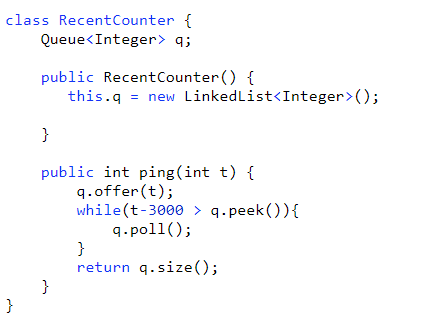 class RecentCounter {
    Queue<Integer> q;
    public RecentCounter() {
       this.q = new LinkedList<Integer>();
    }
    public int ping(int t) {
        q.offer(t);
        while(t-3000 > q.peek()){
            q.poll();
        }
        return q.size();
    }
}